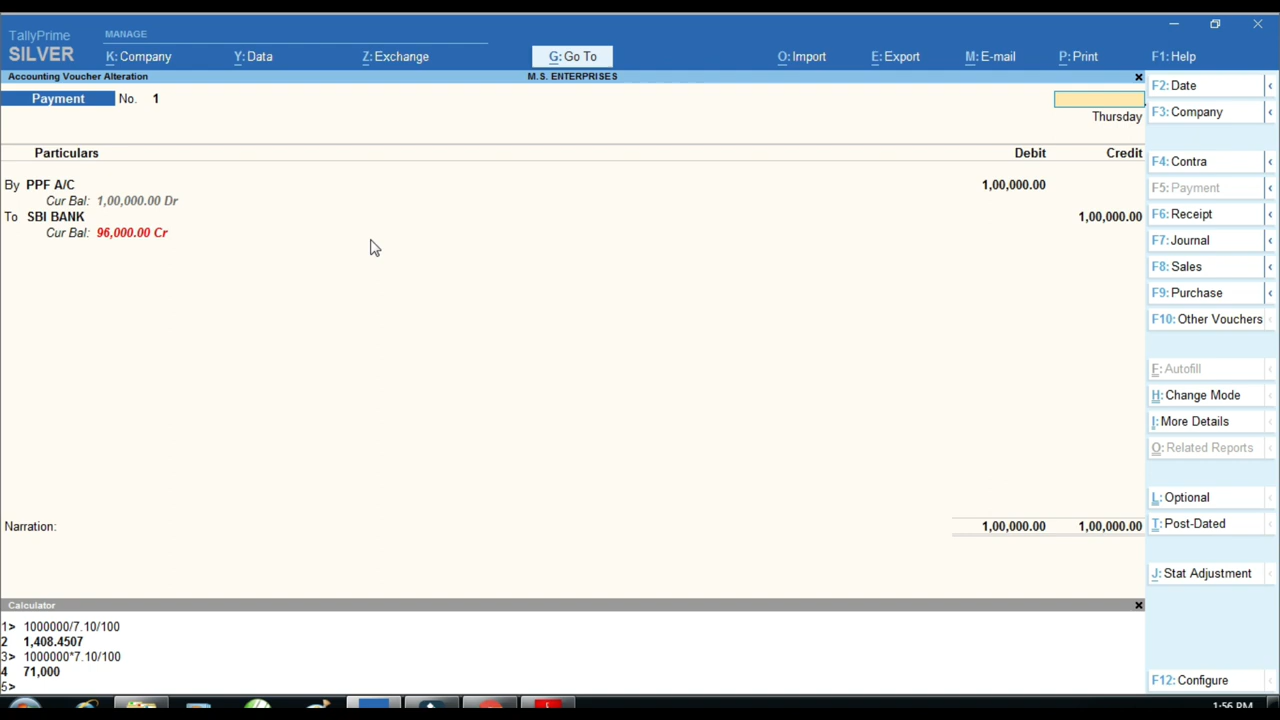 TallyPrime
MANAGE
SILVER
K: Company
Y: Data
Z: Exchange
G: Go To
O: Import
E: Export
M: E-mail
P: Print
F1: Help
Accounting Voucher Alteration
M.S. ENTERPRISES
Payment No. 1
Thursday
Particulars Debit Credit
By PPF A/C 1,00,000.00
Cur Bal: 1,00,000.00 Dr
To SBI BANK 1,00,000.00
Cur Bal: 96,000.00 Cr
Narration: 1,00,000.00 1,00,000.00
F2: Date
F3: Company
F4: Contra
F5: Payment
F6: Receipt
F7: Journal
F8: Sales
F9: Purchase
F10: Other Vouchers
F: Autofill
H: Change Mode
I: More Details
O: Related Reports
L: Optional
T: Post-Dated
J: Stat Adjustment
F12: Configure
Calculator
1> 1000000/7.10/100
2 1,408.4507
3> 1000000*7.10/100
4 71,000
5>
1:56 PM